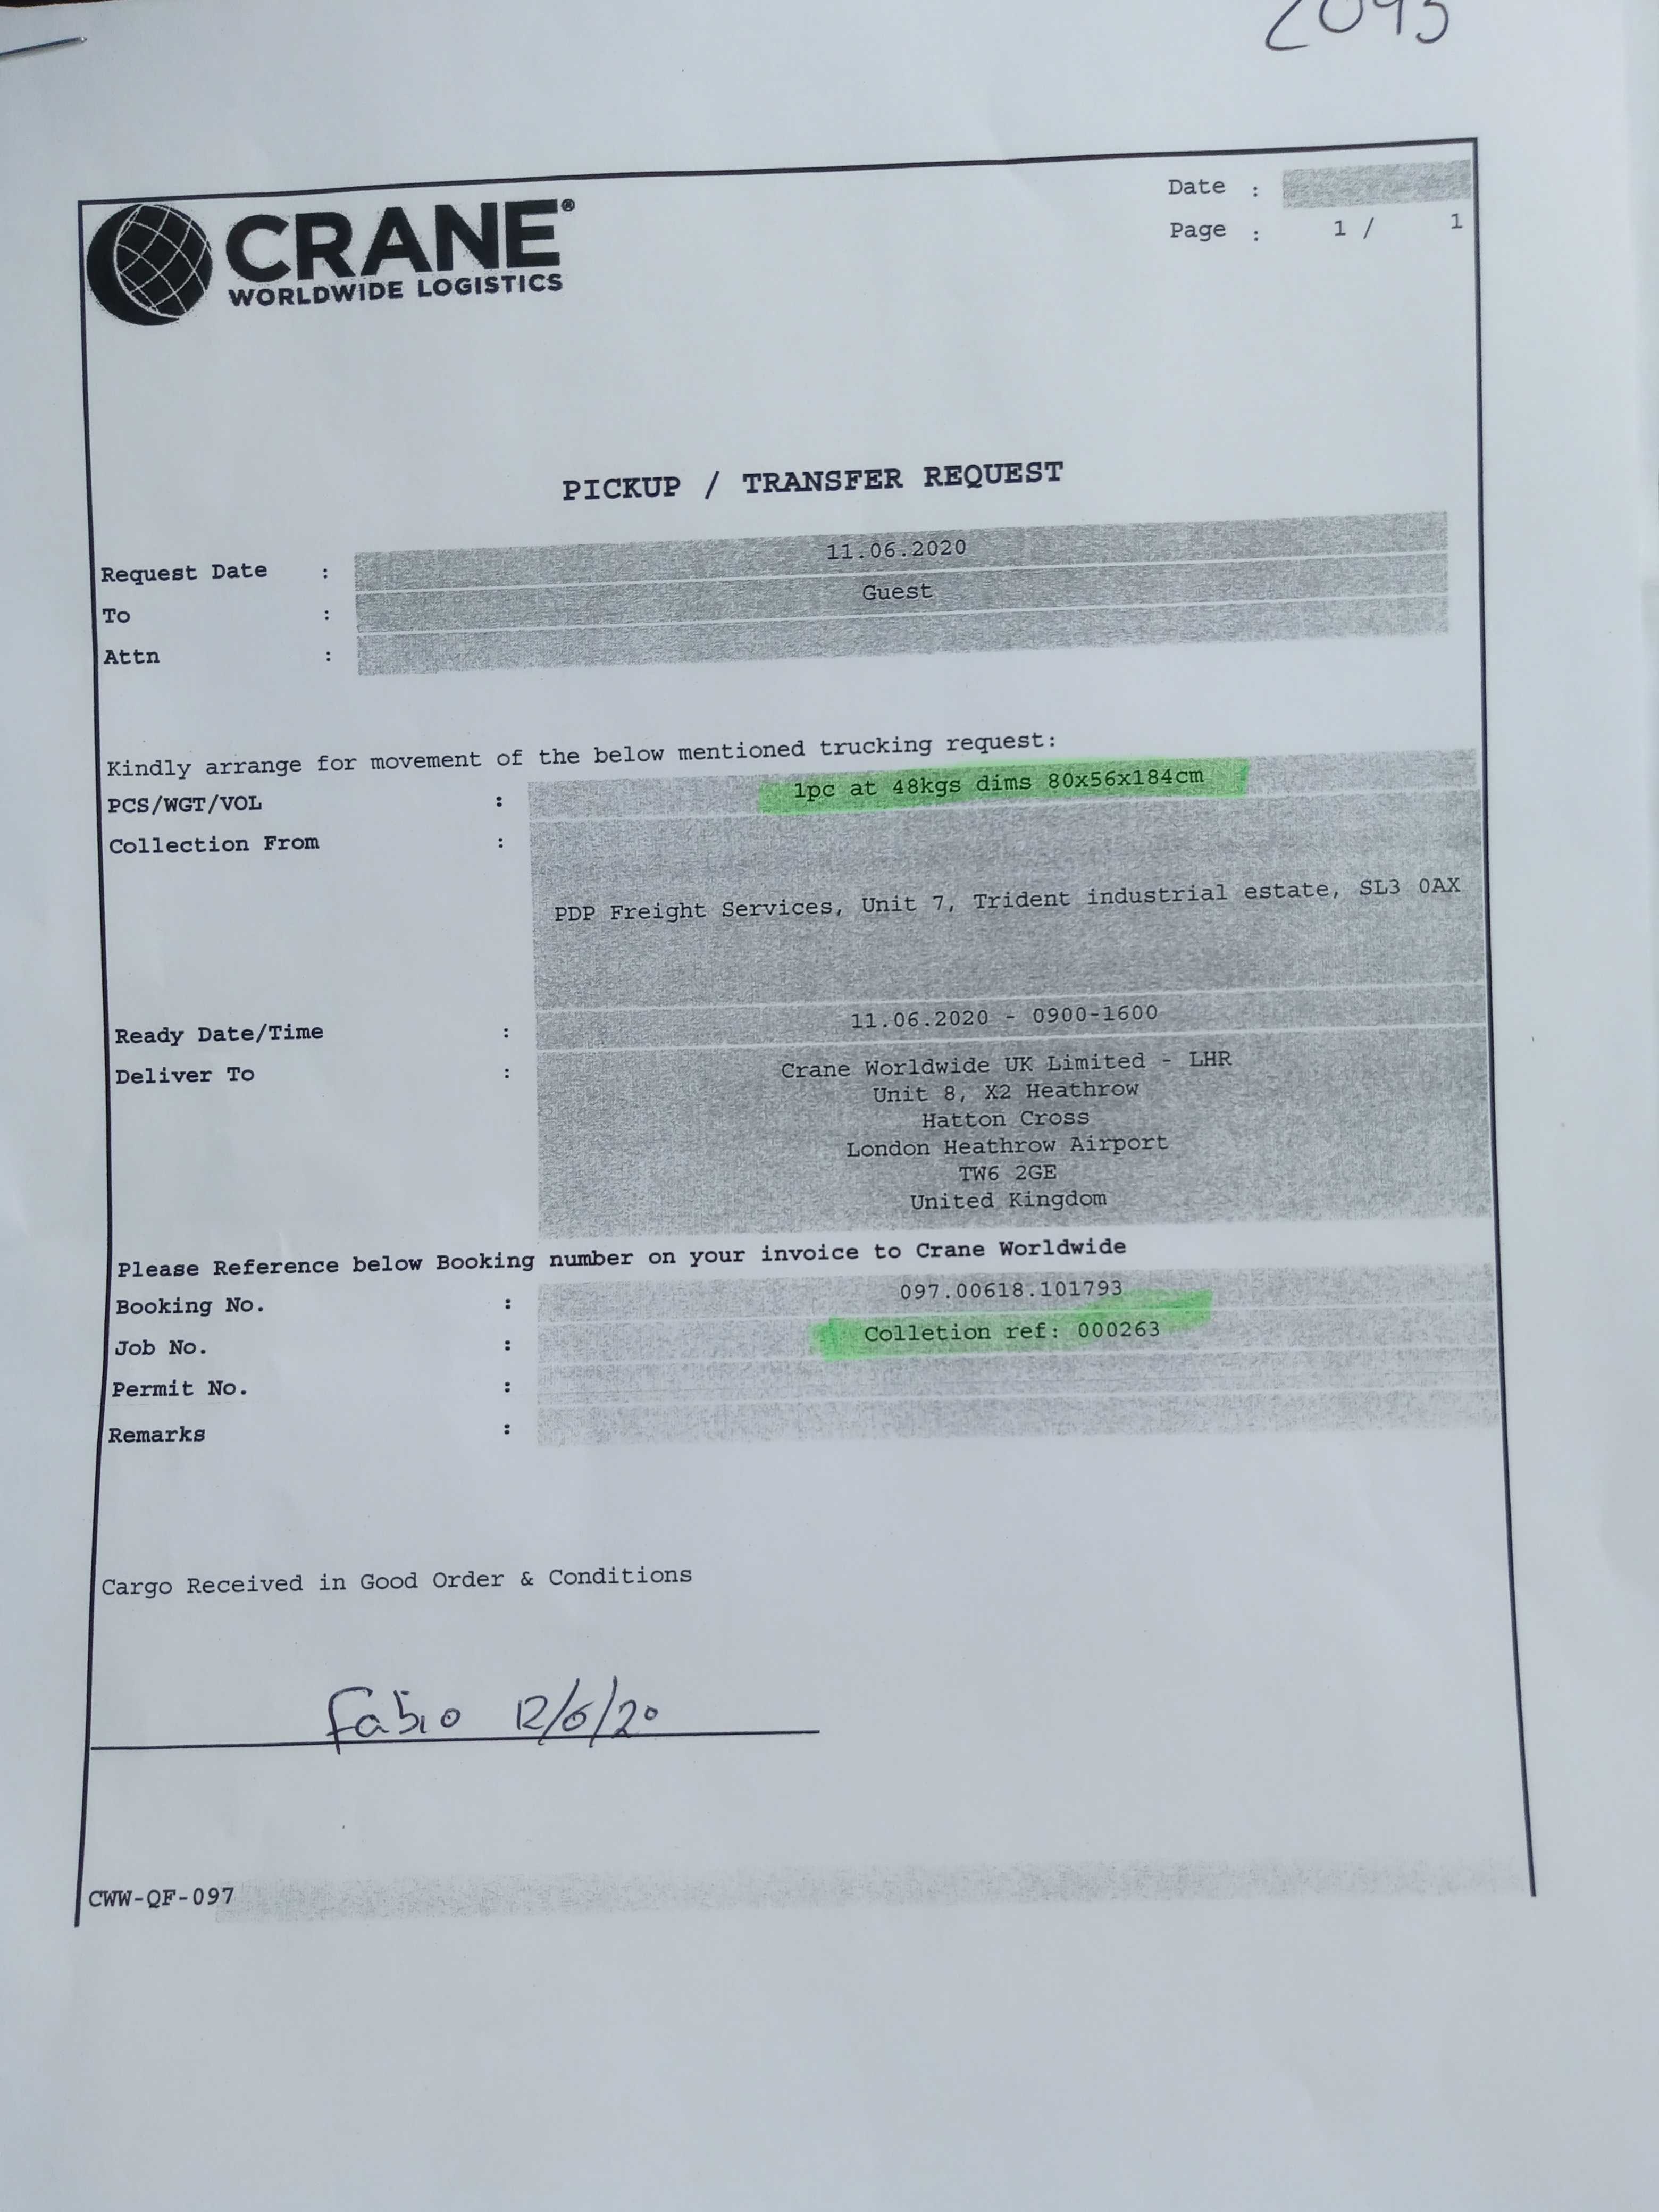 2095
CRANE®
WORLDWIDE LOGISTICS
Date :
Page : 1 / 1
PICKUP / TRANSFER REQUEST
Request Date : 11.06.2020
To : Guest
Attn :
Kindly arrange for movement of the below mentioned trucking request:
PCS/WGT/VOL : 1pc at 48kgs dims 80x56x184cm
Collection From :
PDP Freight Services, Unit 7, Trident industrial estate, SL3 0AX
Ready Date/Time : 11.06.2020 - 0900-1600
Deliver To : Crane Worldwide UK Limited - LHR
Unit 8, X2 Heathrow
Hatton Cross
London Heathrow Airport
TW6 2GE
United Kingdom
Please Reference below Booking number on your invoice to Crane Worldwide
Booking No. : 097.00618.101793
Job No. : Colletion ref: 000263
Permit No. :
Remarks :
Cargo Received in Good Order & Conditions
Fabio 12/6/20
CWW-QF-097